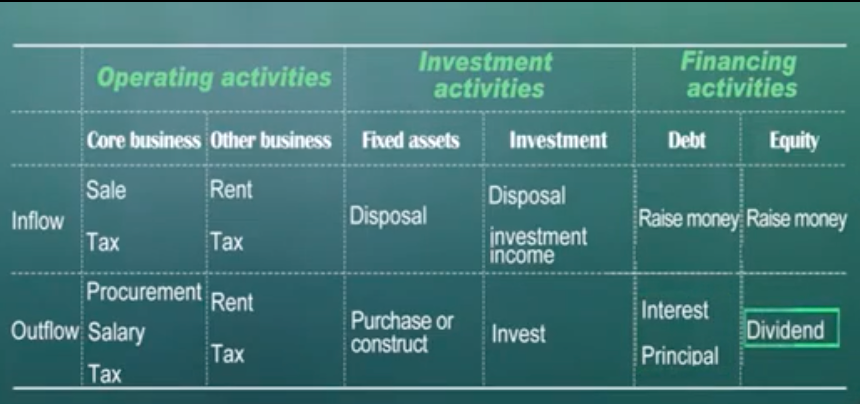 Operating activities
Investment
activities
Financing
activities
Core business Other business Fixed assets Investment Debt Equity
Inflow
Sale
Tax
Rent
Tax
Disposal
Disposal
investment
income
Raise money
Raise money
Outflow
Procurement
Salary
Tax
Rent
Tax
Purchase or
construct
Invest
Interest
Principal
Dividend